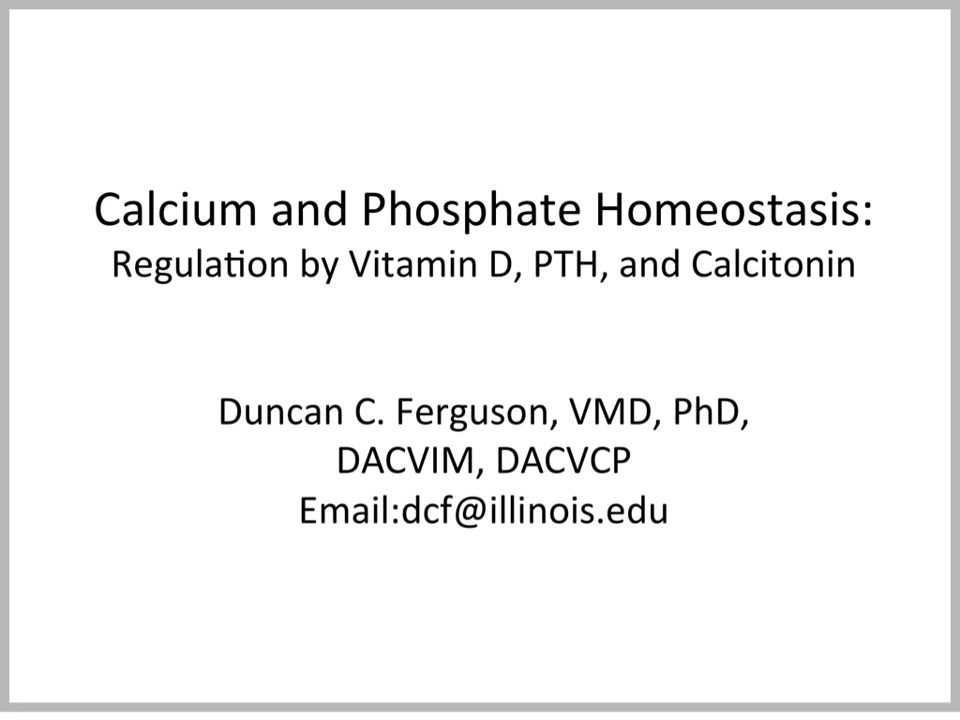 Calcium and Phosphate Homeostasis:
Regulation by Vitamin D, PTH, and Calcitonin
Duncan C. Ferguson, VMD, PhD,
DACVIM, DACVCP
Email:dcf@illinois.edu